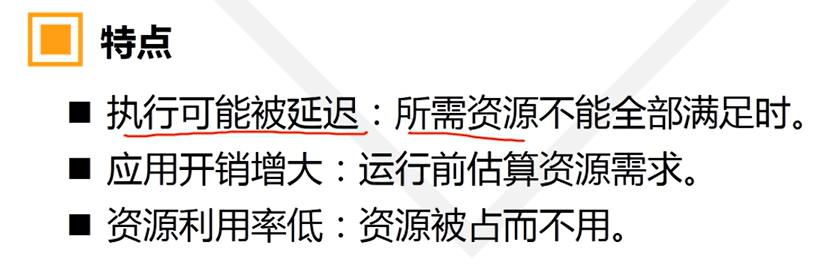 特点
执行可能被延迟：所需资源不能全部满足时。
应用开销增大：运行前估算资源需求。
资源利用率低：资源被占而不用。